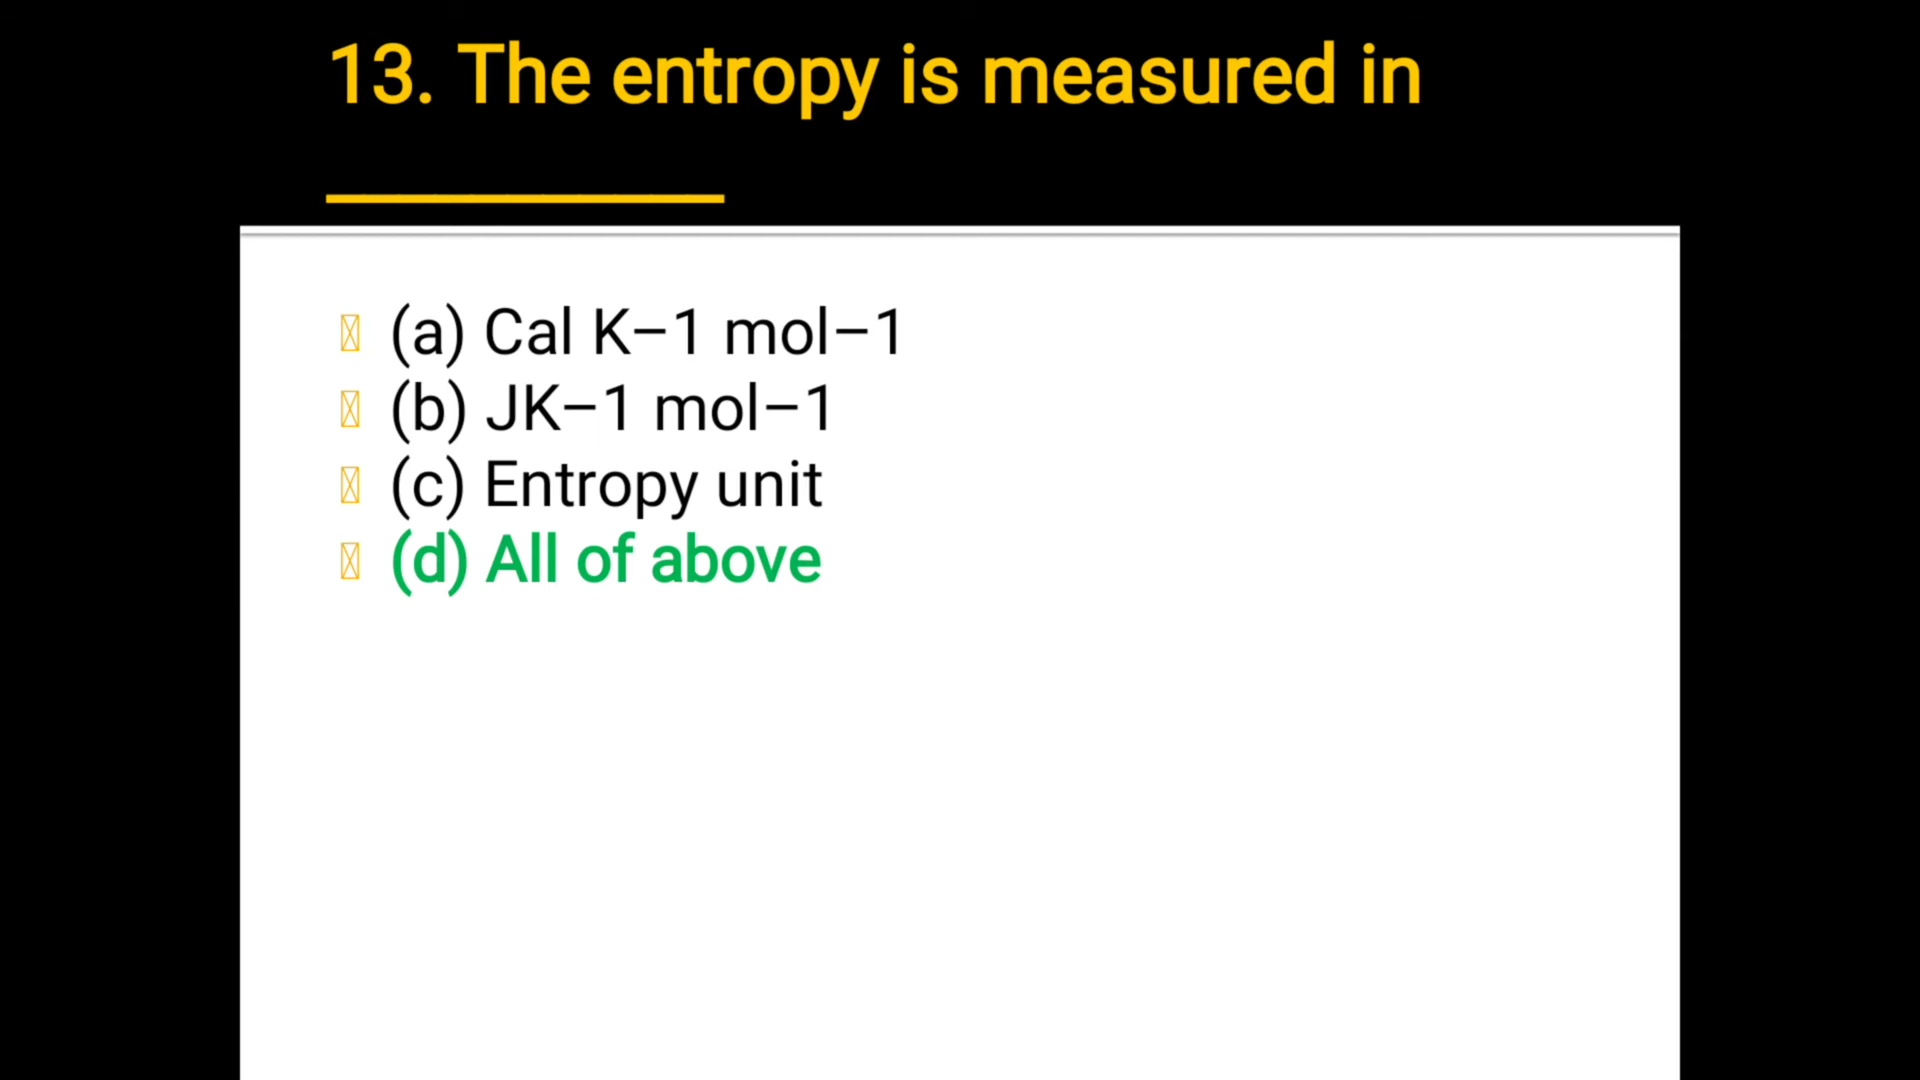 13. The entropy is measured in
___________
(a) Cal K–1 mol–1
(b) JK–1 mol–1
(c) Entropy unit
(d) All of above